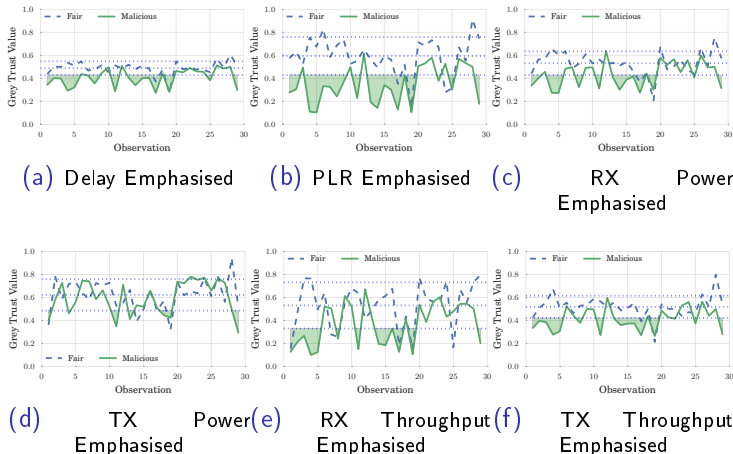 Fair Malicious
Grey Trust Value
1.0
0.8
0.6
0.4
0.2
0.0
0 5 10 15 20 25 30
Observation
(a) Delay Emphasised
Fair Malicious
Grey Trust Value
1.0
0.8
0.6
0.4
0.2
0.0
0 5 10 15 20 25 30
Observation
(b) PLR Emphasised
Fair Malicious
Grey Trust Value
1.0
0.8
0.6
0.4
0.2
0.0
0 5 10 15 20 25 30
Observation
(c) RX Power
Emphasised
Grey Trust Value
1.0
0.8
0.6
0.4
0.2
0.0
Fair Malicious
0 5 10 15 20 25 30
Observation
(d) TX Power
Emphasised
Fair Malicious
Grey Trust Value
1.0
0.8
0.6
0.4
0.2
0.0
0 5 10 15 20 25 30
Observation
(e) RX Throughput
Emphasised
Fair Malicious
Grey Trust Value
1.0
0.8
0.6
0.4
0.2
0.0
0 5 10 15 20 25 30
Observation
(f) TX Throughput
Emphasised